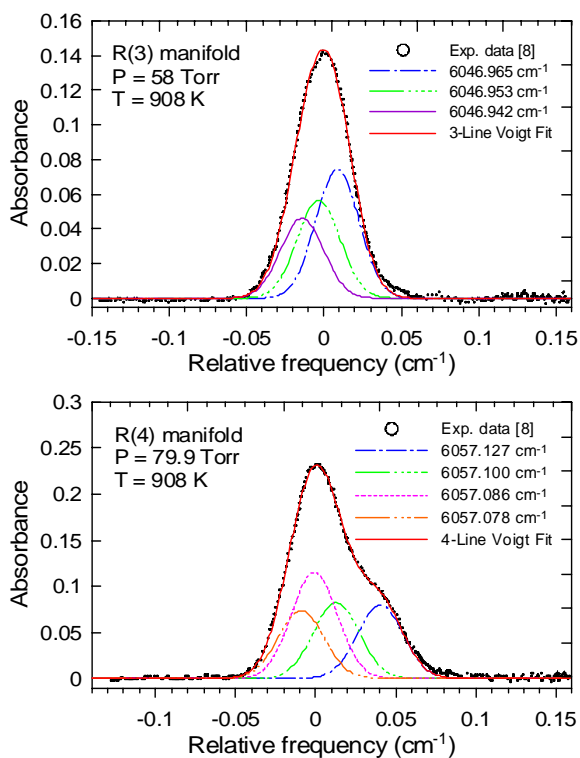 R(3) manifold
P = 58 Torr
T = 908 K
Exp. data [8]
6046.965 cm⁻¹
6046.953 cm⁻¹
6046.942 cm⁻¹
3-Line Voigt Fit
Absorbance
0.16
0.14
0.12
0.1
0.08
0.06
0.04
0.02
0
-0.15
-0.1
-0.05
0
0.05
0.1
0.15
Relative frequency (cm⁻¹)
R(4) manifold
P = 79.9 Torr
T = 908 K
Exp. data [8]
6057.127 cm⁻¹
6057.100 cm⁻¹
6057.086 cm⁻¹
6057.078 cm⁻¹
4-Line Voigt Fit
Absorbance
0.3
0.25
0.2
0.15
0.1
0.05
0
-0.1
-0.05
0
0.05
0.1
0.15
Relative frequency (cm⁻¹)